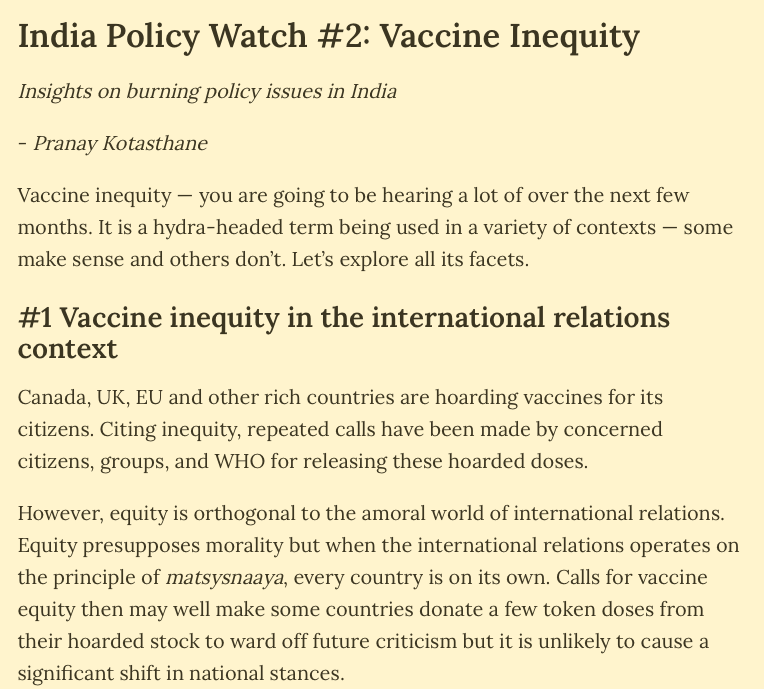 India Policy Watch #2: Vaccine Inequity
Insights on burning policy issues in India
- Pranay Kotasthane
Vaccine inequity — you are going to be hearing a lot of over the next few
months. It is a hydra-headed term being used in a variety of contexts — some
make sense and others don’t. Let’s explore all its facets.
#1 Vaccine inequity in the international relations
context
Canada, UK, EU and other rich countries are hoarding vaccines for its
citizens. Citing inequity, repeated calls have been made by concerned
citizens, groups, and WHO for releasing these hoarded doses.
However, equity is orthogonal to the amoral world of international relations.
Equity presupposes morality but when the international relations operates on
the principle of matsysnaaya, every country is on its own. Calls for vaccine
equity then may well make some countries donate a few token doses from
their hoarded stock to ward off future criticism but it is unlikely to cause a
significant shift in national stances.